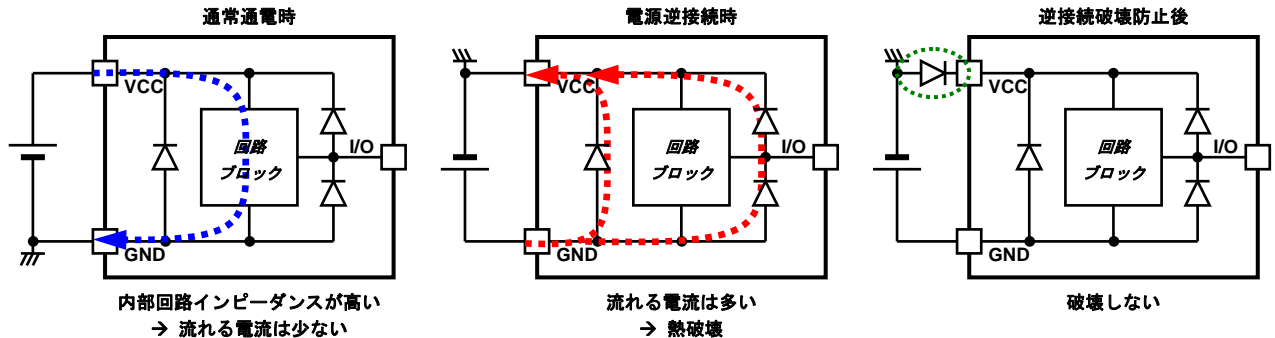 通常通電時
VCC
回路
ブロック
I/O
GND
内部回路インピーダンスが高い
→ 流れる電流は少ない
電源逆接続時
VCC
回路
ブロック
I/O
GND
流れる電流は多い
→ 熱破壊
逆接続破壊防止後
VCC
回路
ブロック
I/O
GND
破壊しない